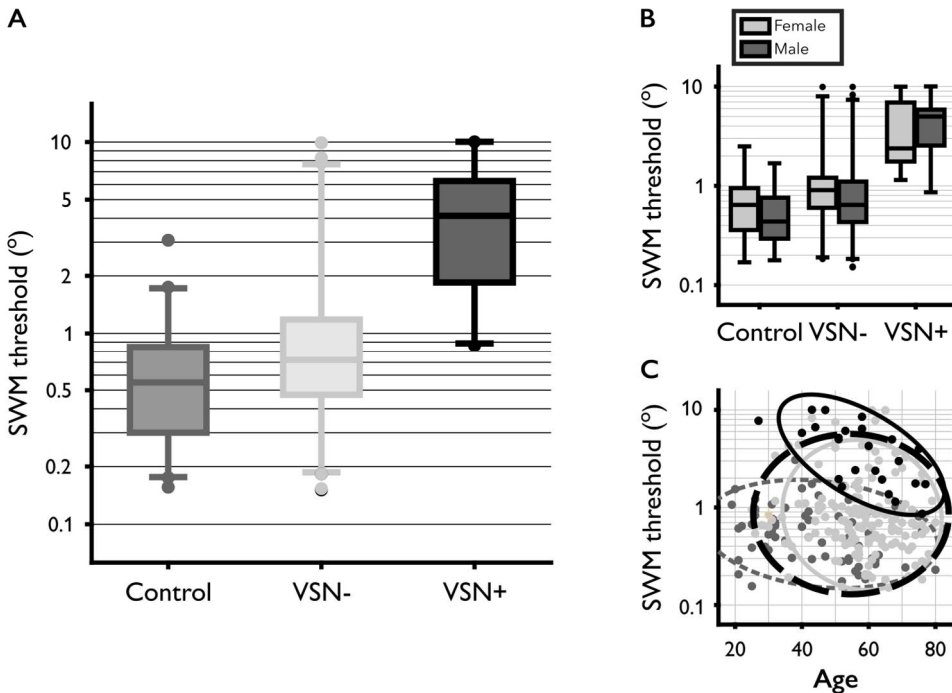 A
SWM threshold (°)
10
5
2
1
0.5
0.2
0.1
Control VSN- VSN+
B
Female
Male
SWM threshold (°)
10
1
0.1
Control VSN- VSN+
C
SWM threshold (°)
10
1
0.1
20 40 60 80
Age